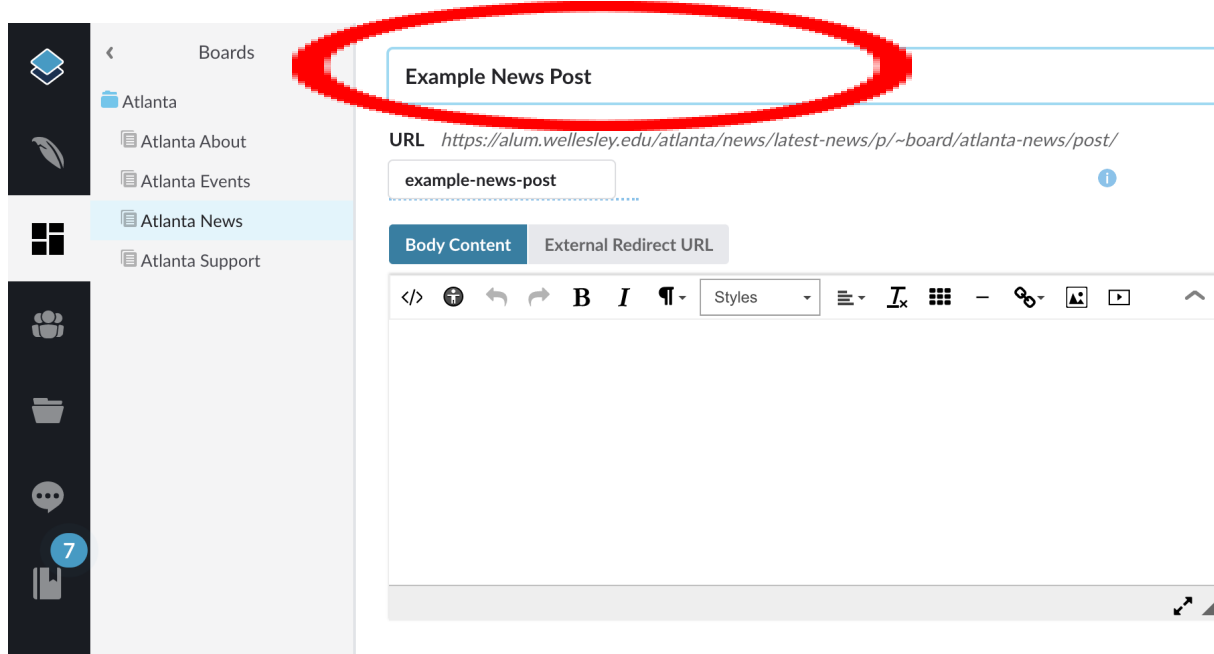 Boards
Atlanta
Atlanta About
Atlanta Events
Atlanta News
Atlanta Support
7
Example News Post
URL https://alum.wellesley.edu/atlanta/news/latest-news/p/~board/atlanta-news/post/
example-news-post
Body Content External Redirect URL
B I Styles